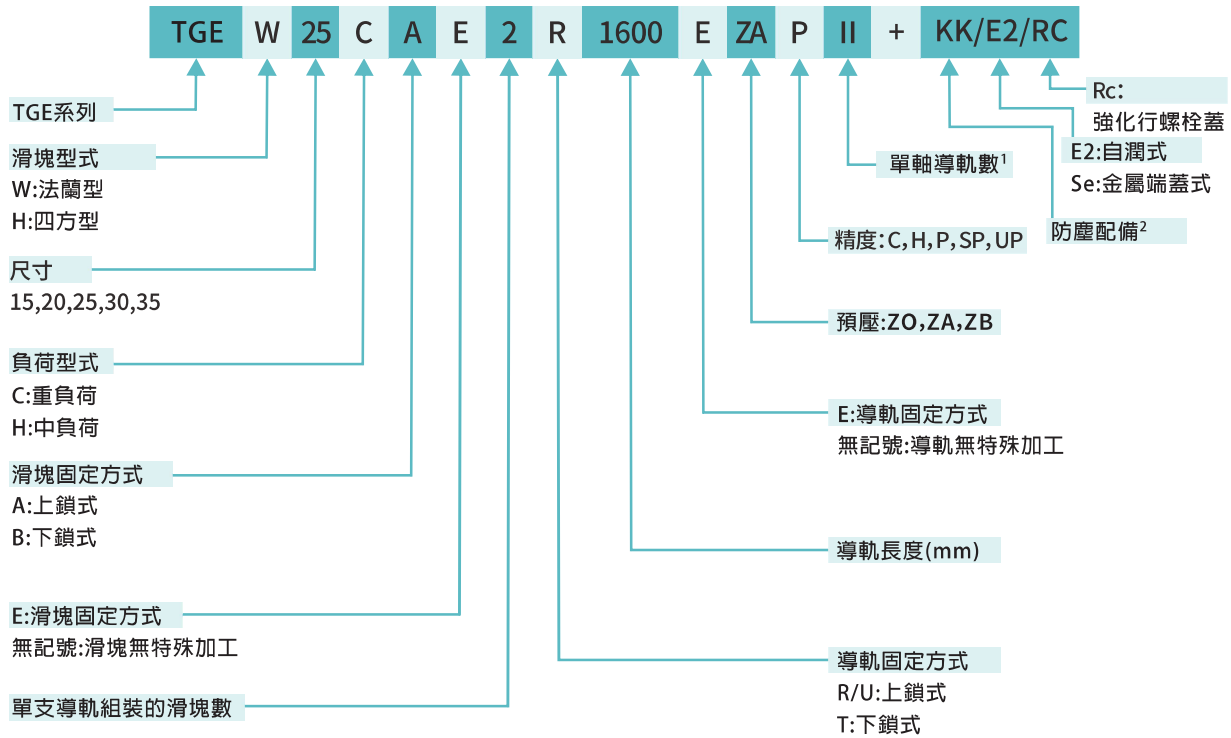 TGE W 25 C A E 2 R 1600 E ZA P II + KK/E2/RC
TGE系列
滑塊型式
W:法蘭型
H:四方型
尺寸
15,20,25,30,35
負荷型式
C:重負荷
H:中負荷
滑塊固定方式
A:上鎖式
B:下鎖式
E:滑塊固定方式
無記號:滑塊無特殊加工
單支導軌組裝的滑塊數
Rc:
強化行螺栓蓋
E2:自潤式
Se:金屬端蓋式
防塵配備2
單軸導軌數1
精度:C,H,P,SP,UP
預壓:ZO,ZA,ZB
E:導軌固定方式
無記號:導軌無特殊加工
導軌長度(mm)
導軌固定方式
R/U:上鎖式
T:下鎖式